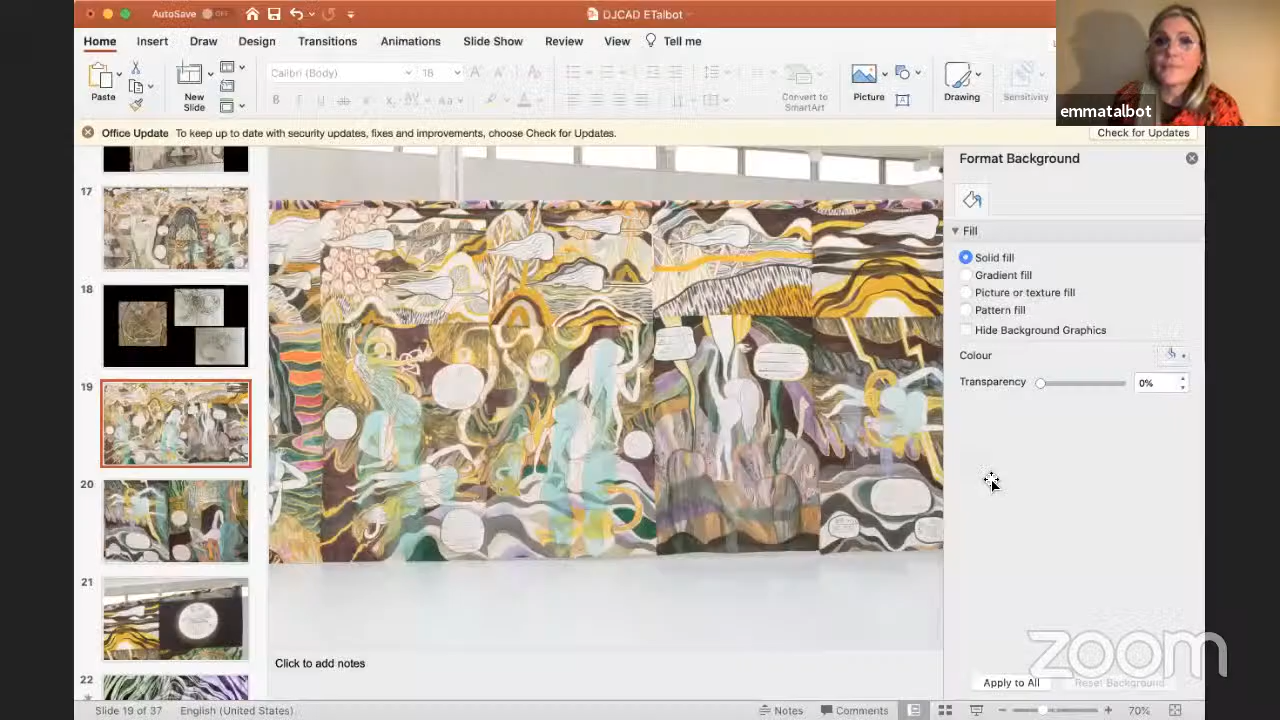 AutoSave OFF DJCAD ETalbot
Home Insert Draw Design Transitions Animations Slide Show Review View Tell me
Calibri (Body) 18
Paste New Slide Convert to SmartArt Picture Drawing Sensitivity
emmatalbot
Office Update To keep up to date with security updates, fixes and improvements, choose Check for Updates. Check for Updates
Format Background
17
Fill
Solid fill
Gradient fill
18
Picture or texture fill
Pattern fill
Hide Background Graphics
Colour
Transparency 0%
19
20
21
zoom
Click to add notes
22
Apply to All Reset Background
Slide 19 of 37 English (United States) Notes Comments 70%